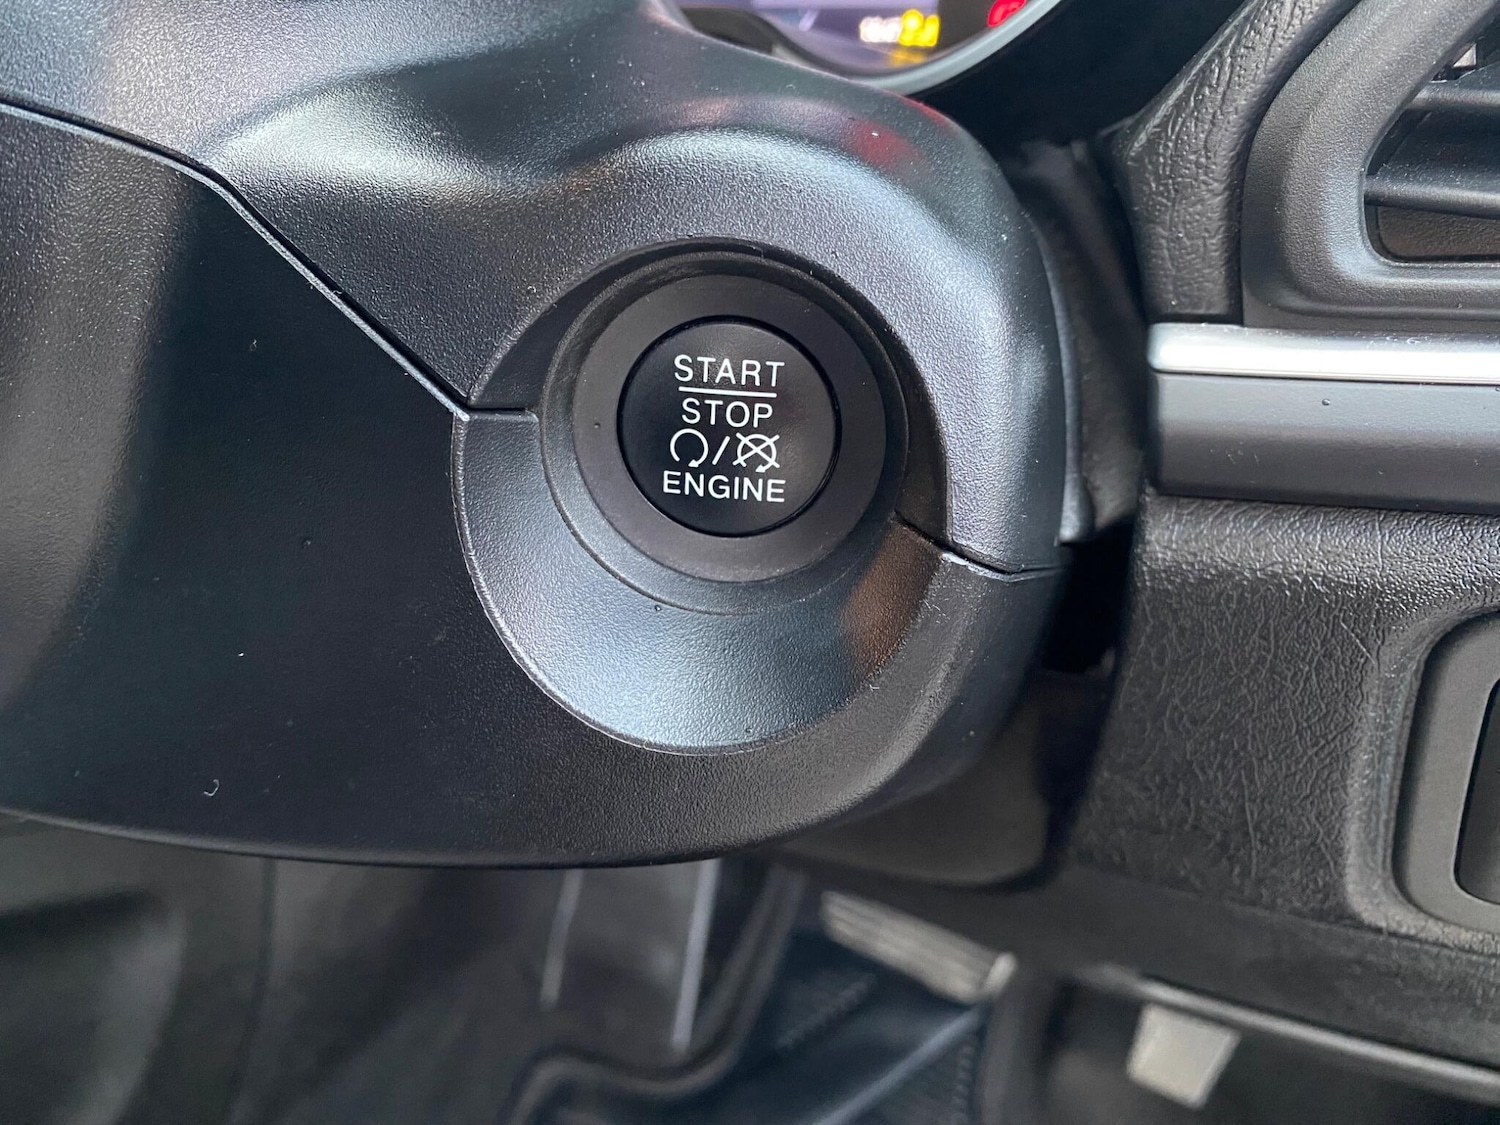 START
STOP
/
ENGINE